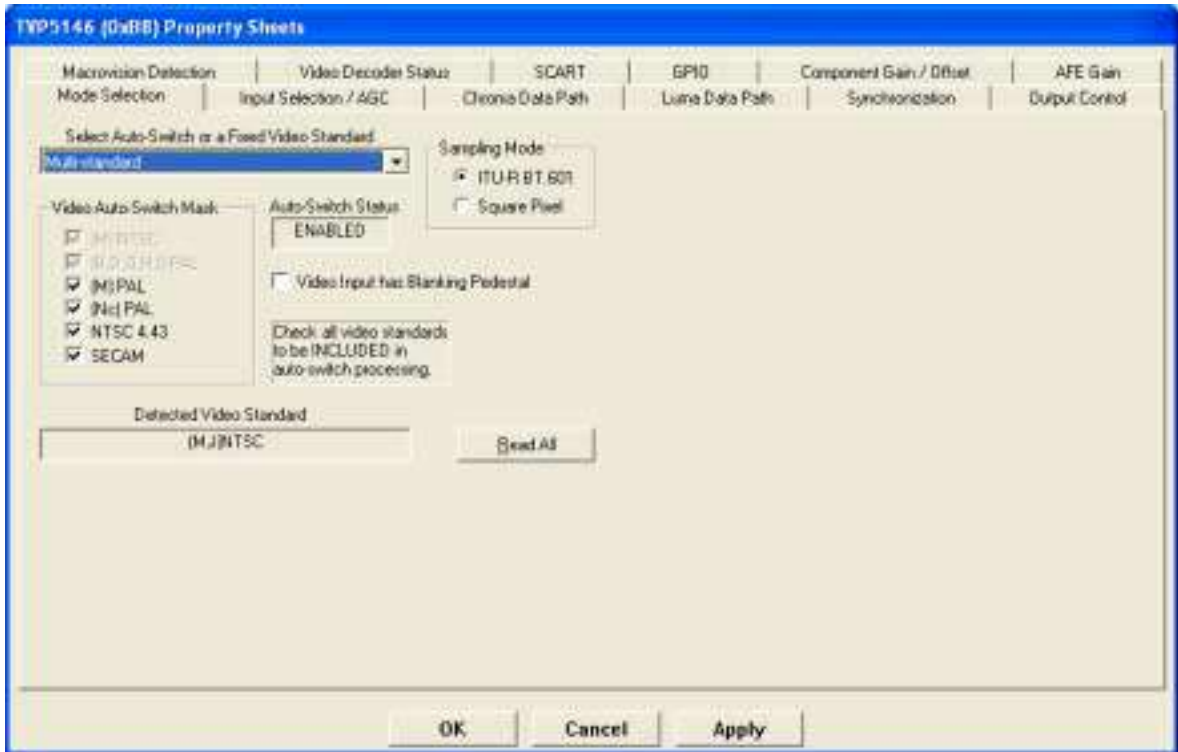 TVP5146 (0xBB) Property Sheets
Macrovision Detection
Video Decoder Status
SCART
GPIO
Component Gain / Offset
AFE Gain
Mode Selection
Input Selection / AGC
Chroma Data Path
Luma Data Path
Synchronization
Output Control
Select Auto-Switch or a Fixed Video Standard
Multi-standard
Sampling Mode
ITU-R BT.601
Square Pixel
Video Auto Switch Mask
Auto-Switch Status
ENABLED
(M)PAL
(Nc) PAL
NTSC 4.43
SECAM
Video Input has Blanking Pedestal
Check all video standards
to be INCLUDED in
auto-switch processing.
Detected Video Standard
(M,J)NTSC
Read All
OK
Cancel
Apply